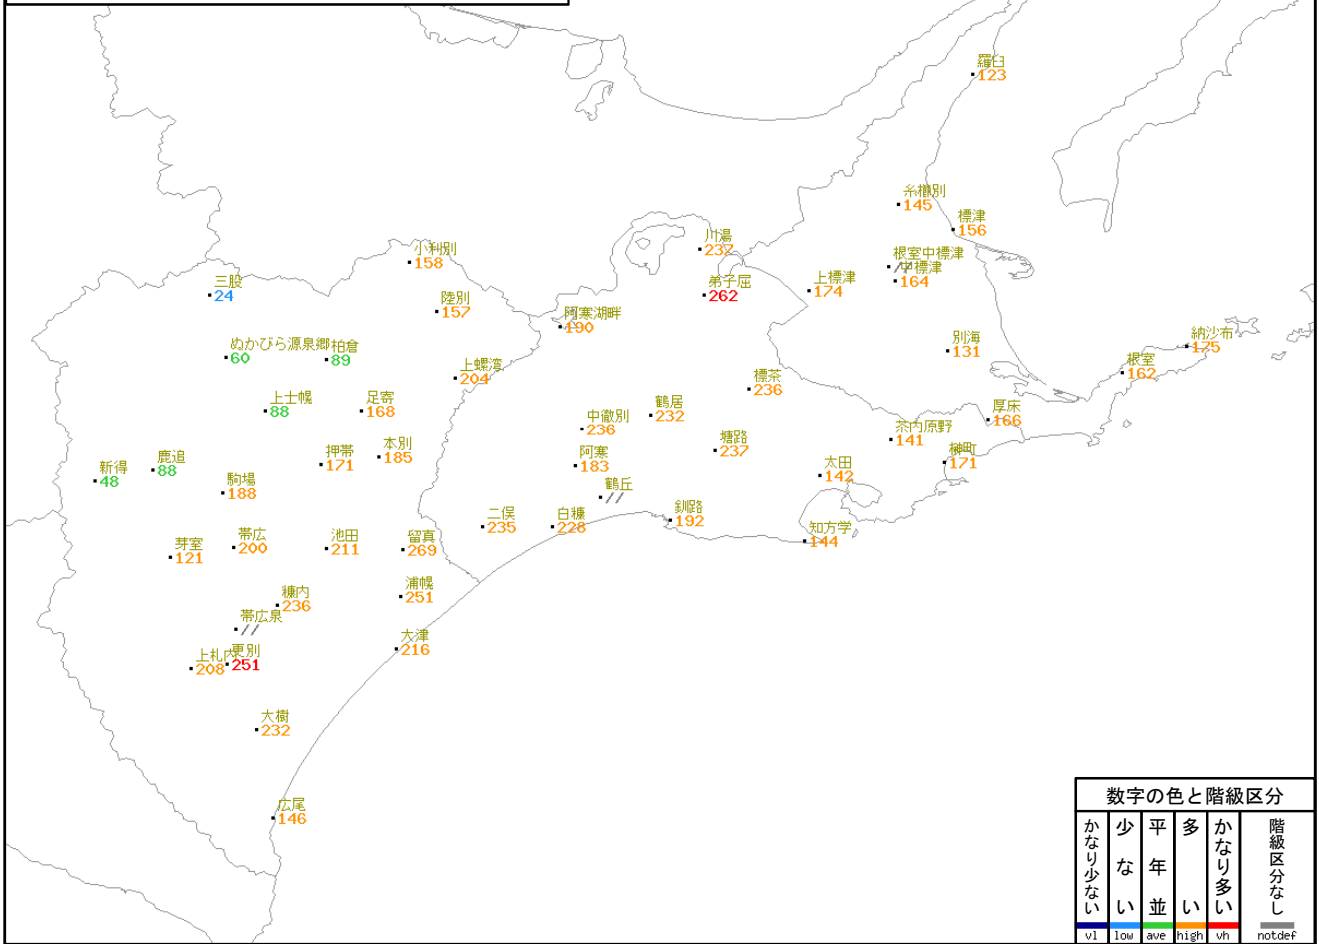 羅臼
123
糸櫛別
145
標津
156
川湯
237
小利別
158
根室中標津
//
中標津
164
三股
24
弟子屈
262
上標津
174
陸別
157
阿寒湖畔
190
納沙布
175
ぬかびら源泉郷
60
柏倉
89
別海
131
根室
162
上螺湾
204
標茶
236
上士幌
88
足寄
168
鶴居
232
厚床
166
中徹別
236
茶内原野
141
本別
185
塘路
237
押帯
171
榊町
171
新得
48
鹿追
88
阿寒
183
太田
142
駒場
188
鶴丘
//
二俣
235
白糠
228
釧路
192
知方学
144
芽室
121
帯広
200
池田
211
留真
269
糠内
236
浦幌
251
帯広泉
//
大津
216
上札内
208
更別
251
大樹
232
広尾
146
数字の色と階級区分
かなり少ない
少ない
平年並
多い
かなり多い
階級区分なし
vl
low
ave
high
vh
notdef